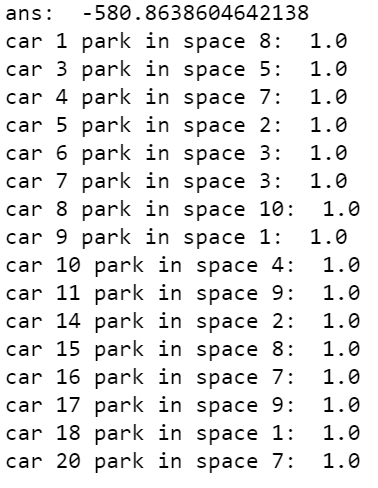 ans:  -580.8638604642138
car 1 park in space 8:  1.0
car 3 park in space 5:  1.0
car 4 park in space 7:  1.0
car 5 park in space 2:  1.0
car 6 park in space 3:  1.0
car 7 park in space 3:  1.0
car 8 park in space 10:  1.0
car 9 park in space 1:  1.0
car 10 park in space 4:  1.0
car 11 park in space 9:  1.0
car 14 park in space 2:  1.0
car 15 park in space 8:  1.0
car 16 park in space 7:  1.0
car 17 park in space 9:  1.0
car 18 park in space 1:  1.0
car 20 park in space 7:  1.0